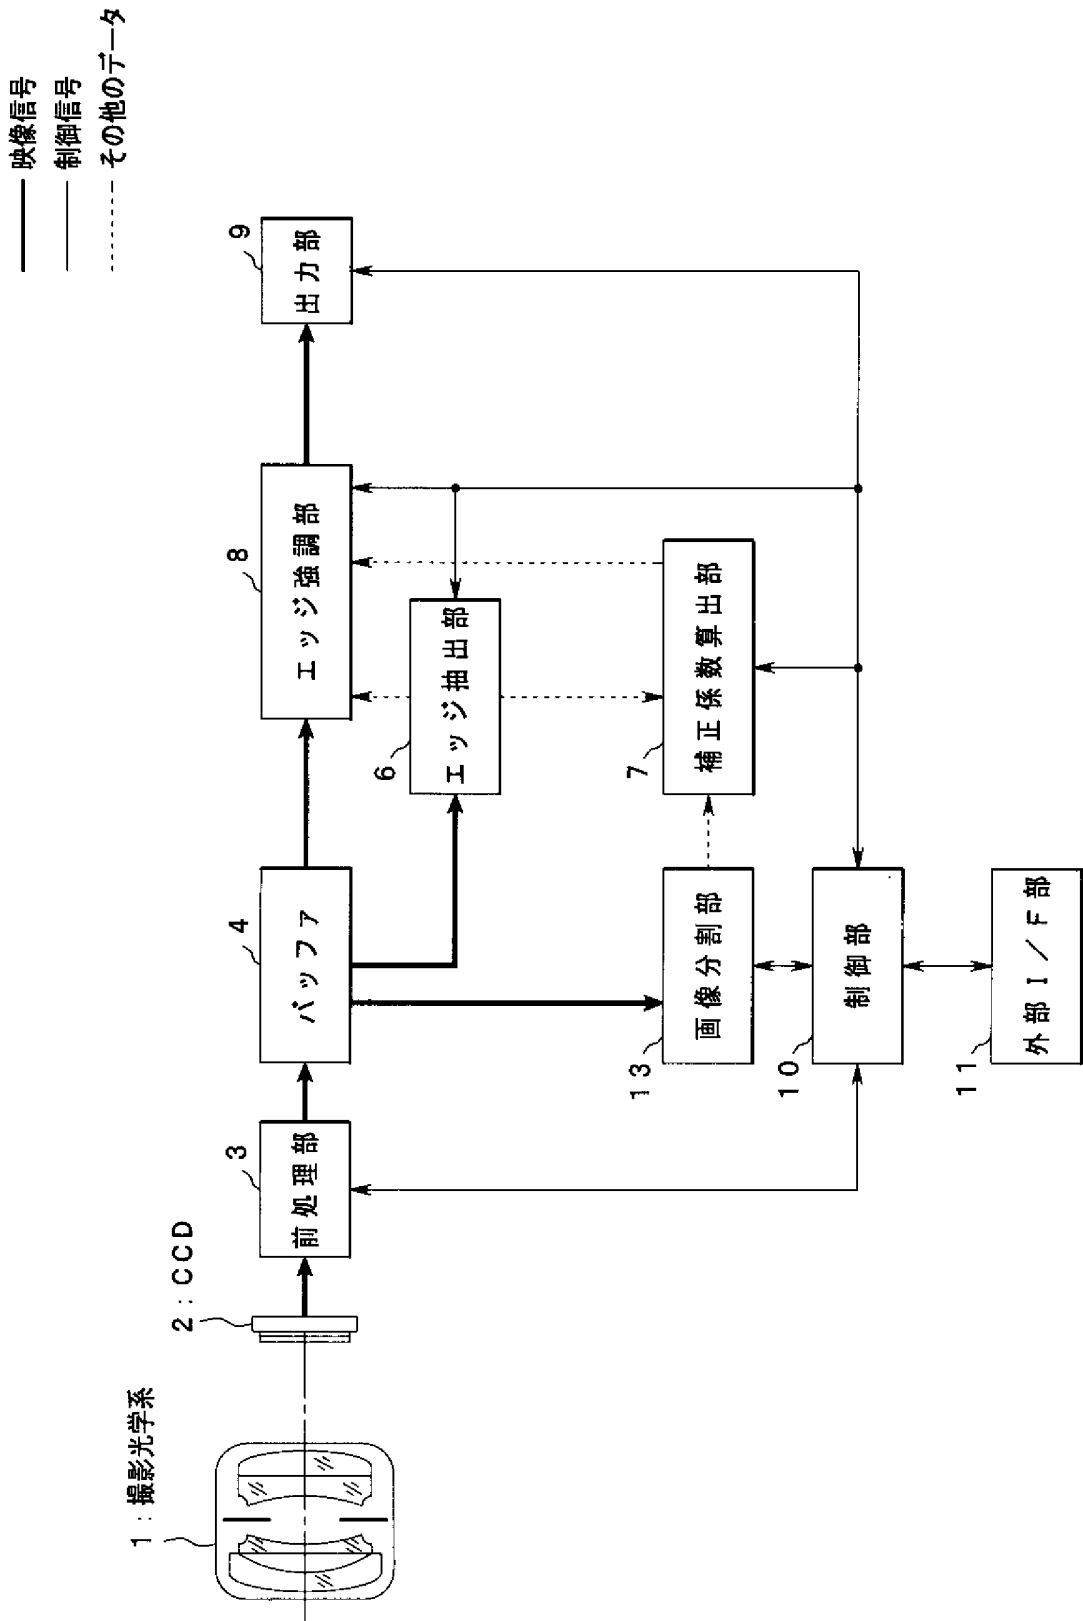 映像信号
制御信号
その他のデータ
1:撮影光学系
2:CCD
3
前処理部
4
バッファ
8
エッジ強調部
9
出力部
6
エッジ抽出部
13
画像分割部
7
補正係数算出部
10
制御部
11
外部I/F部